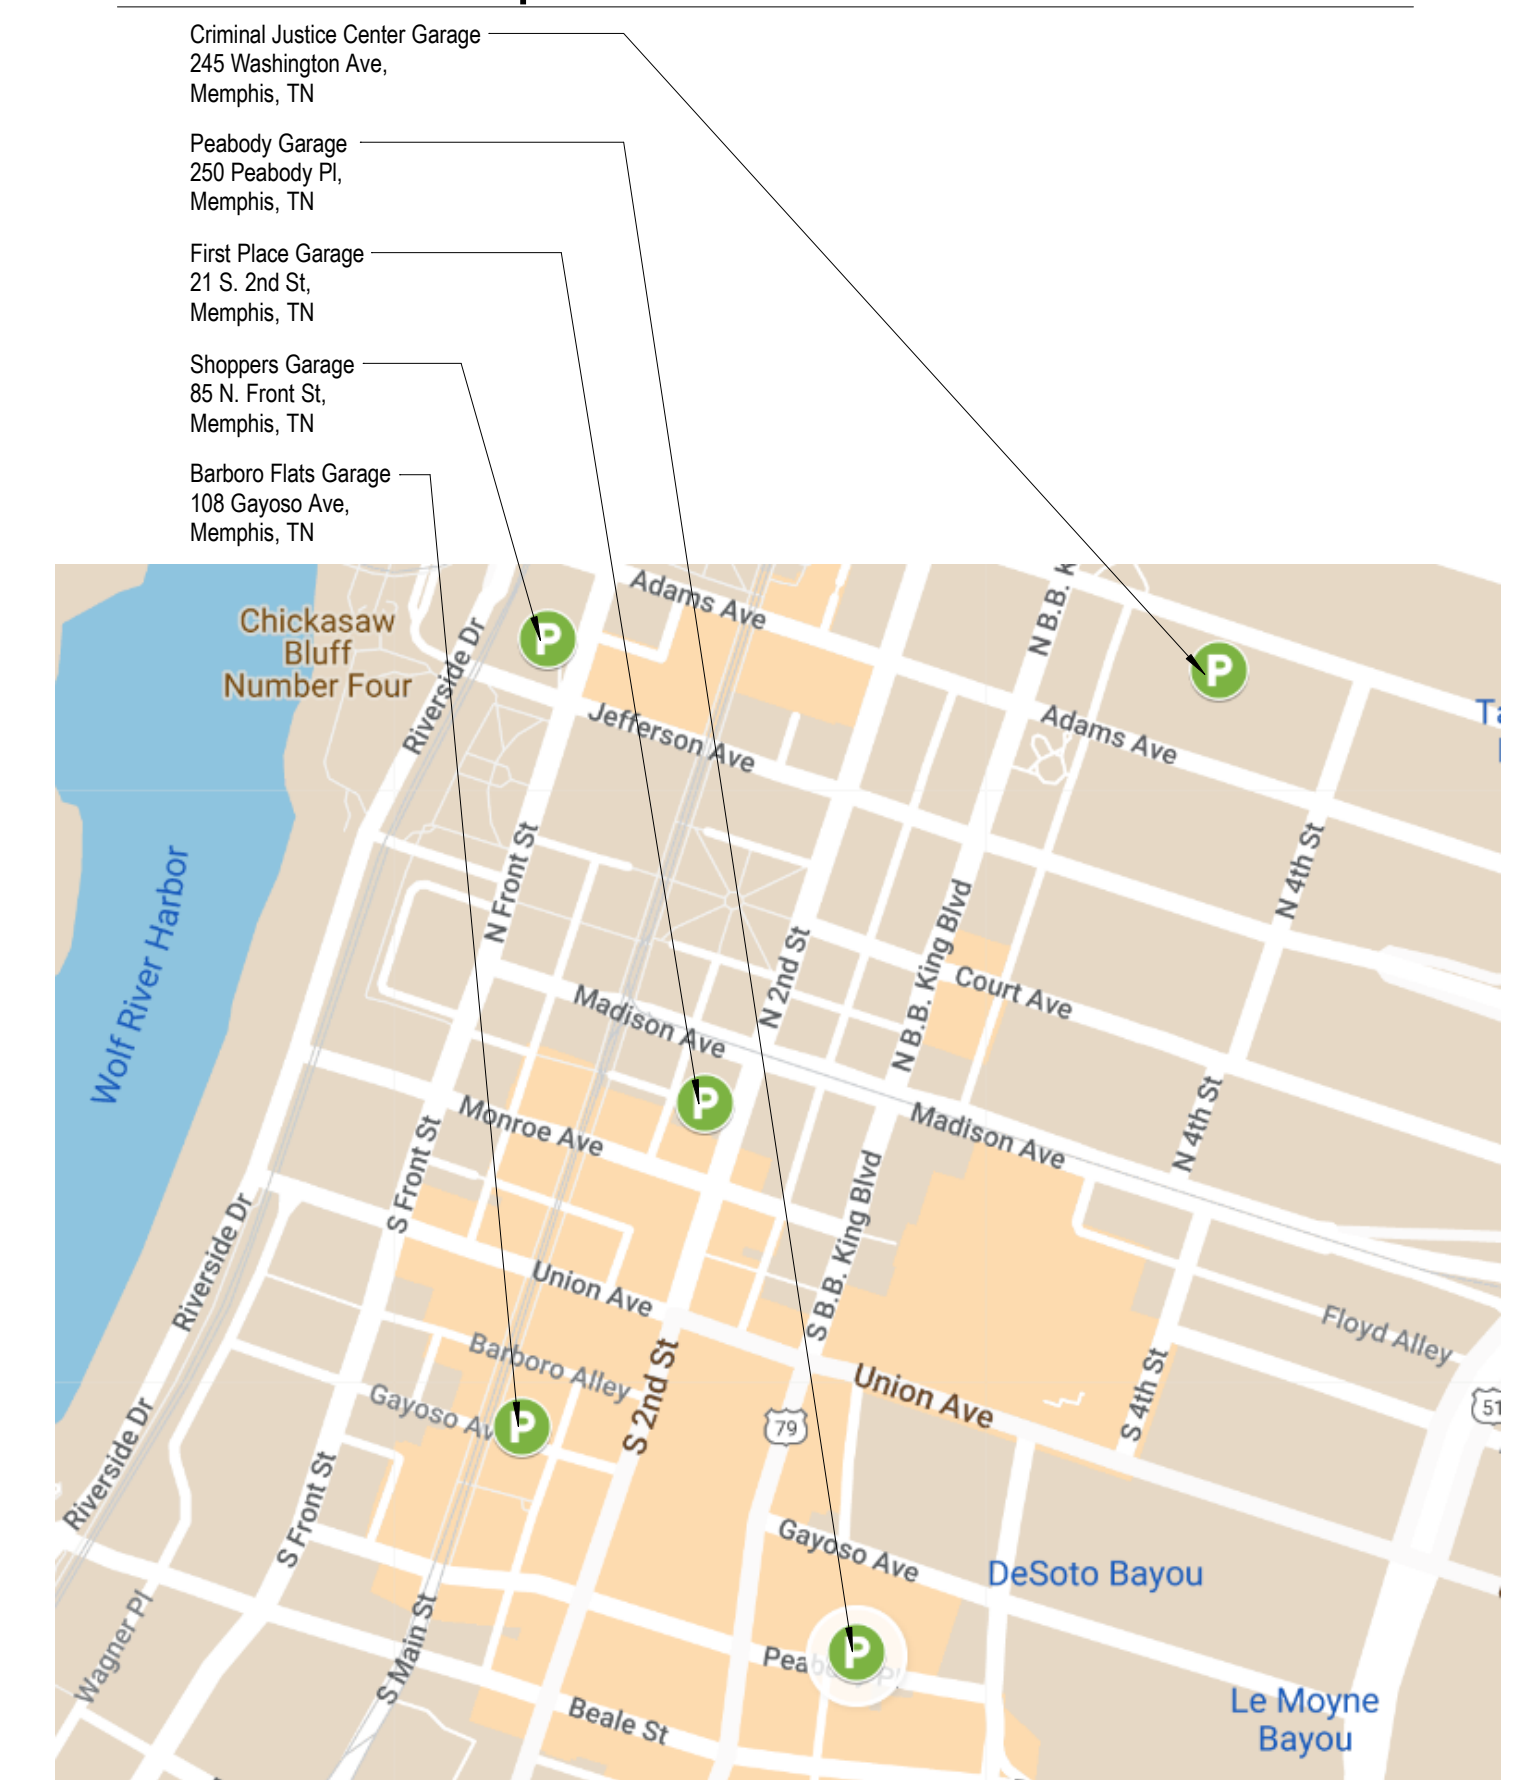 Criminal Justice Center Garage
245 Washington Ave,
Memphis, TN
Peabody Garage
250 Peabody Pl,
Memphis, TN
First Place Garage
21 S. 2nd St,
Memphis, TN
Shoppers Garage
85 N. Front St,
Memphis, TN
Barboro Flats Garage
108 Gayoso Ave,
Memphis, TN
Adams Ave
N B.B.
Chickasaw
Bluff
Number Four
P
P
Riverside Dr
Jefferson Ave
Adams Ave
N Front St
N 4th St
Wolf River Harbor
N 2nd St
N B.B. King Blvd
Court Ave
Madison Ave
P
Monroe Ave
Madison Ave
N 4th St
S Front St
Riverside Dr
S B.B. King Blvd
Union Ave
Floyd Alley
Barboro Alley
S 2nd St
Union Ave
S 4th St
51
Gayoso Av
P
79
Riverside Dr
S Front St
Gayoso Ave
DeSoto Bayou
Wagner Pl
S Main St
P
Peabody Pl
Beale St
Le Moyne
Bayou